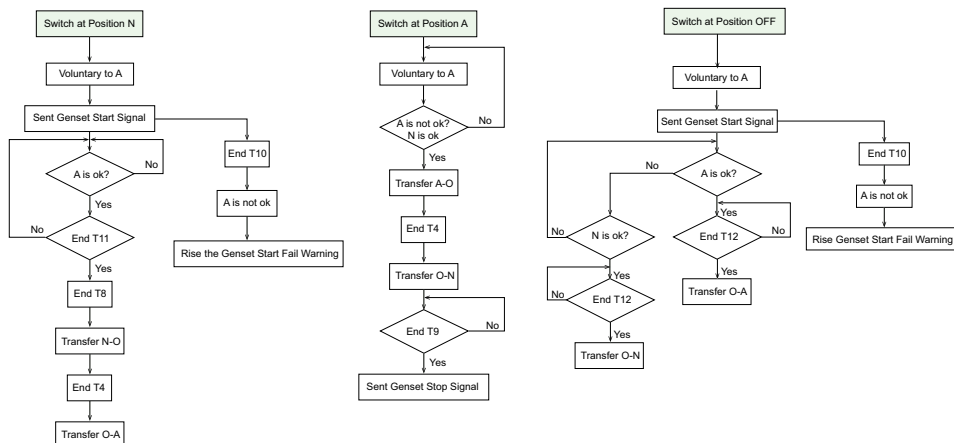 Switch at Position N
Voluntary to A
Sent Genset Start Signal
A is ok?
No
Yes
End T11
No
Yes
End T8
Transfer N-O
End T4
Transfer O-A
End T10
A is not ok
Rise the Genset Start Fail Warning
Switch at Position A
Voluntary to A
A is not ok?
N is ok
No
Yes
Transfer A-O
End T4
Transfer O-N
End T9
No
Yes
Sent Genset Stop Signal
Switch at Position OFF
Voluntary to A
Sent Genset Start Signal
No
A is ok?
Yes
End T12
No
Transfer O-A
No
N is ok?
Yes
No
End T12
Yes
Transfer O-N
End T10
A is not ok
Rise Genset Start Fail Warning